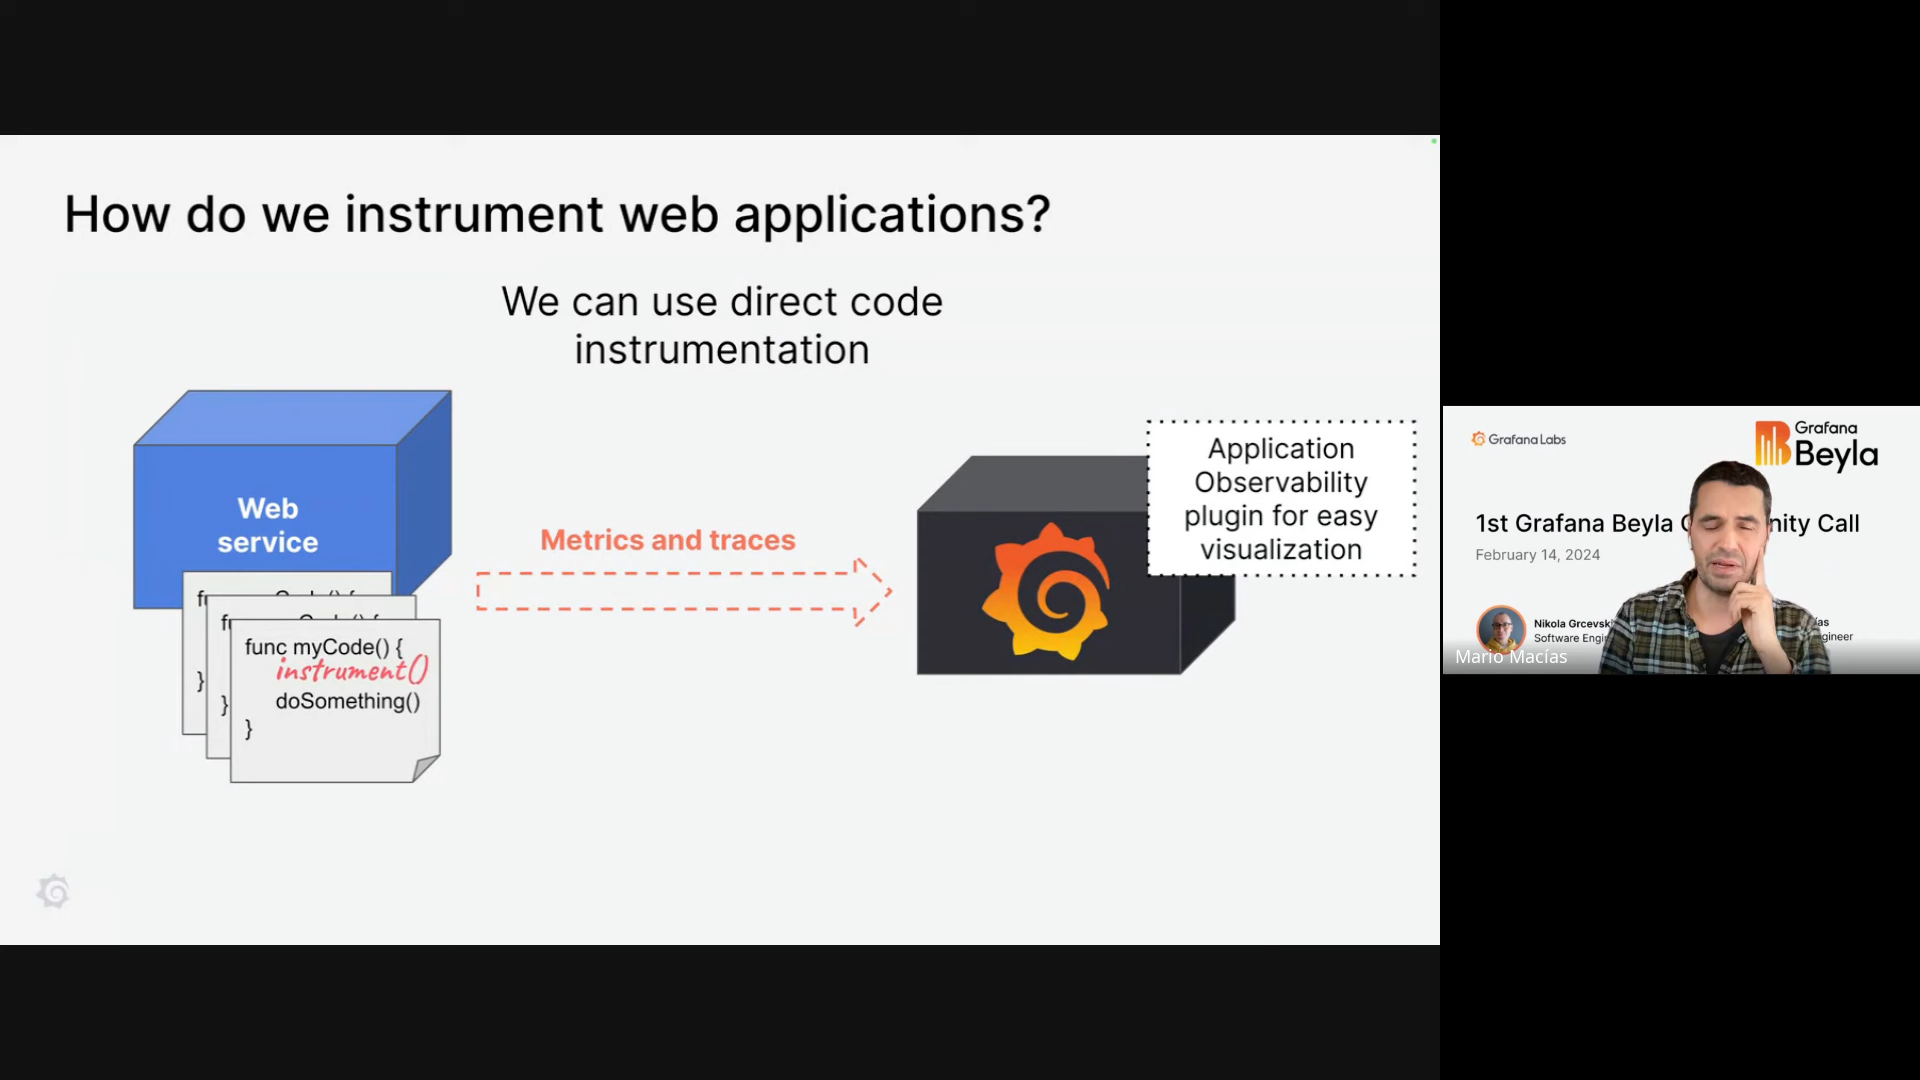 How do we instrument web applications?
We can use direct code
instrumentation
Web
service
Metrics and traces
Application
Observability
plugin for easy
visualization
func myCode() {
instrument()
doSomething()
}
}
}
Grafana Labs
Grafana
Beyla
1st Grafana Beyla Call
February 14, 2024
Nikola
Software
Mario Macías